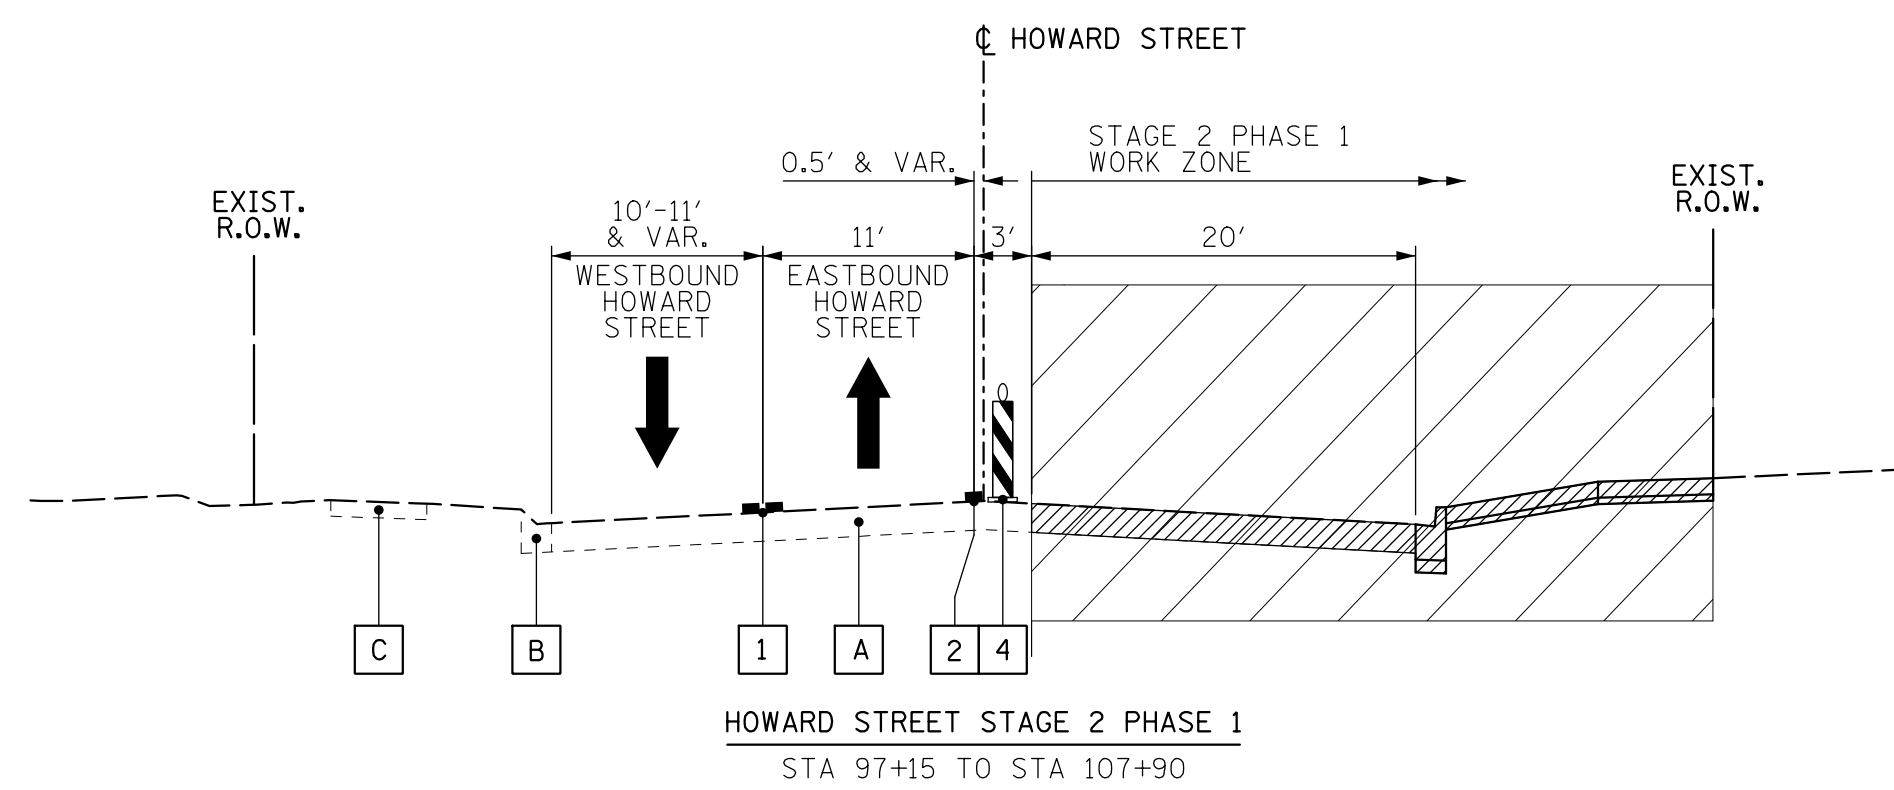 ℄ HOWARD STREET
STAGE 2 PHASE 1
WORK ZONE
0.5' & VAR.
EXIST.
R.O.W.
EXIST.
R.O.W.
10'-11'
& VAR.
11'
3'
20'
WESTBOUND
HOWARD
STREET
EASTBOUND
HOWARD
STREET
C
B
1
A
2
4
HOWARD STREET STAGE 2 PHASE 1
STA 97+15 TO STA 107+90